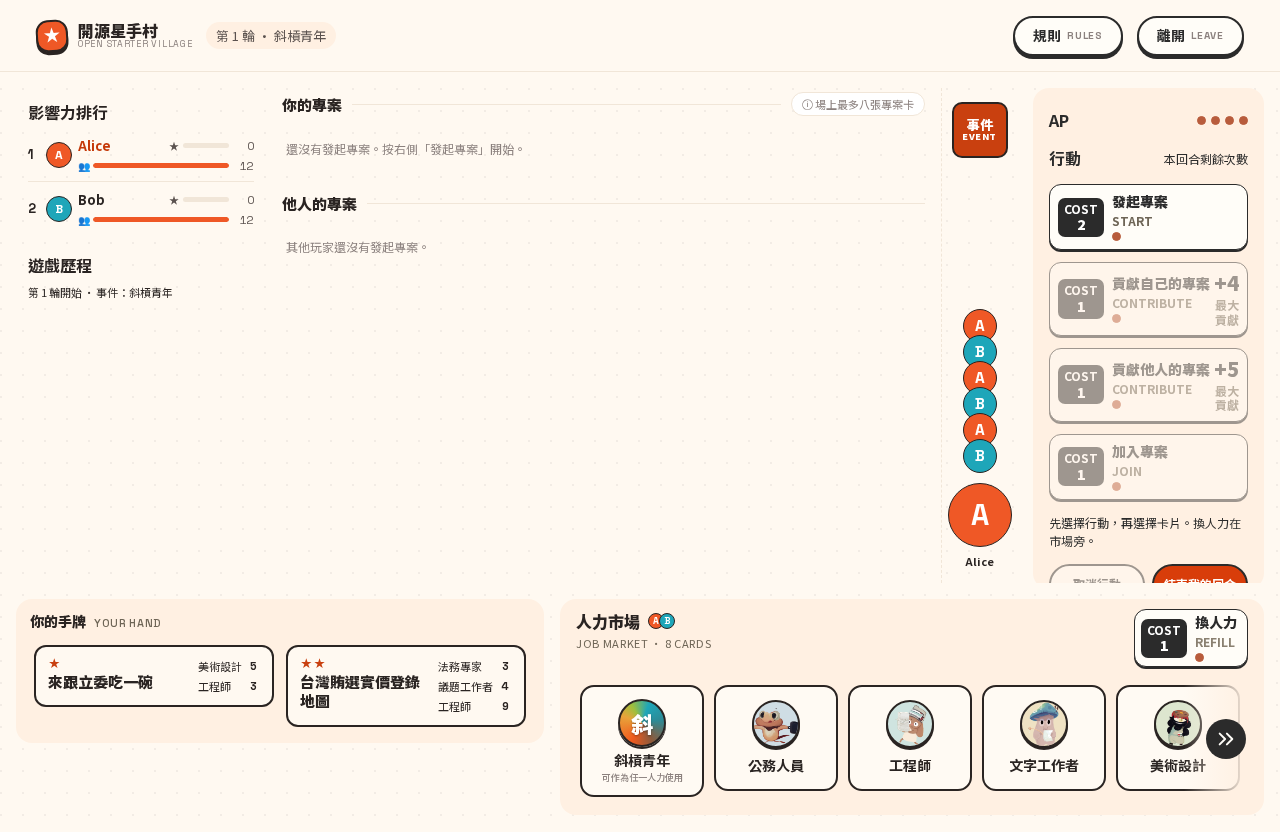 開源星手村
OPEN STARTER VILLAGE
第 1 輪 · 斜槓青年
規則 RULES
離開 LEAVE
影響力排行
1 A Alice ★ 0
12
2 B Bob ★ 0
12
遊戲歷程
第 1 輪開始 · 事件：斜槓青年
你的專案
ⓘ 場上最多八張專案卡
還沒有發起專案。按右側「發起專案」開始。
他人的專案
其他玩家還沒有發起專案。
事件
EVENT
A
B
A
B
A
B
A
Alice
AP
行動 本回合剩餘次數
COST 2 發起專案
START
COST 1 貢獻自己的專案 +4
CONTRIBUTE 最大貢獻
COST 1 貢獻他人的專案 +5
CONTRIBUTE 最大貢獻
COST 1 加入專案
JOIN
先選擇行動，再選擇卡片。換人力在
市場旁。
取消行動 結束我的回合
你的手牌 YOUR HAND
★
來跟立委吃一碗
美術設計 5
工程師 3
★★
台灣賄選實價登錄
地圖
法務專家 3
議題工作者 4
工程師 9
人力市場 A B
JOB MARKET · 8 CARDS
COST 1 換人力
REFILL
斜
斜槓青年
可作為任一人力使用
公務人員
工程師
文字工作者
美術設計